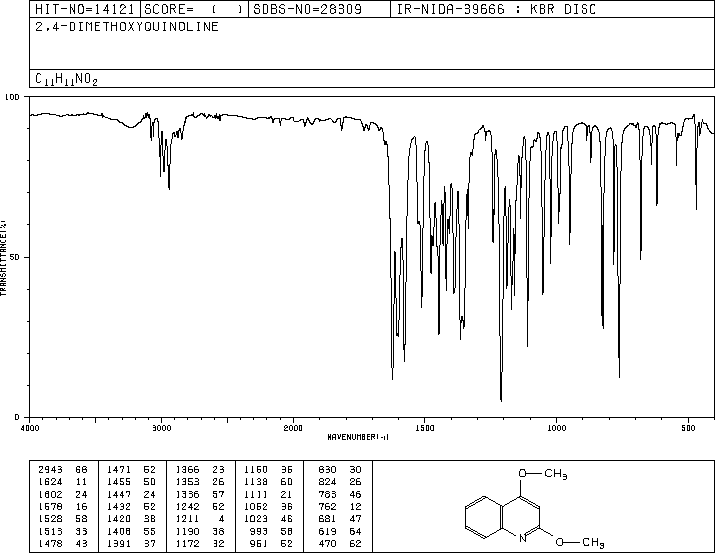 HIT-NO=14121 SCORE= ( ) SDBS-NO=28309 IR-NIDA-39666 : KBR DISC
2,4-DIMETHOXYQUINOLINE
C₁₁H₁₁NO₂
100
TRANSMITTANCE(%)
50
0
4000 3000 2000 1500 1000 500
WAVENUMBER(-1)
2943 68 1471 52 1366 23 1160 36 830 30
1624 11 1455 50 1353 26 1138 60 824 26
1602 24 1447 24 1336 57 1111 21 783 46
1578 16 1432 52 1242 52 1052 36 762 12
1528 58 1420 38 1211 4 1023 46 681 47
1513 33 1408 55 1190 38 993 58 619 64
1478 43 1391 37 1172 32 951 52 470 62
O CH₃
N O CH₃